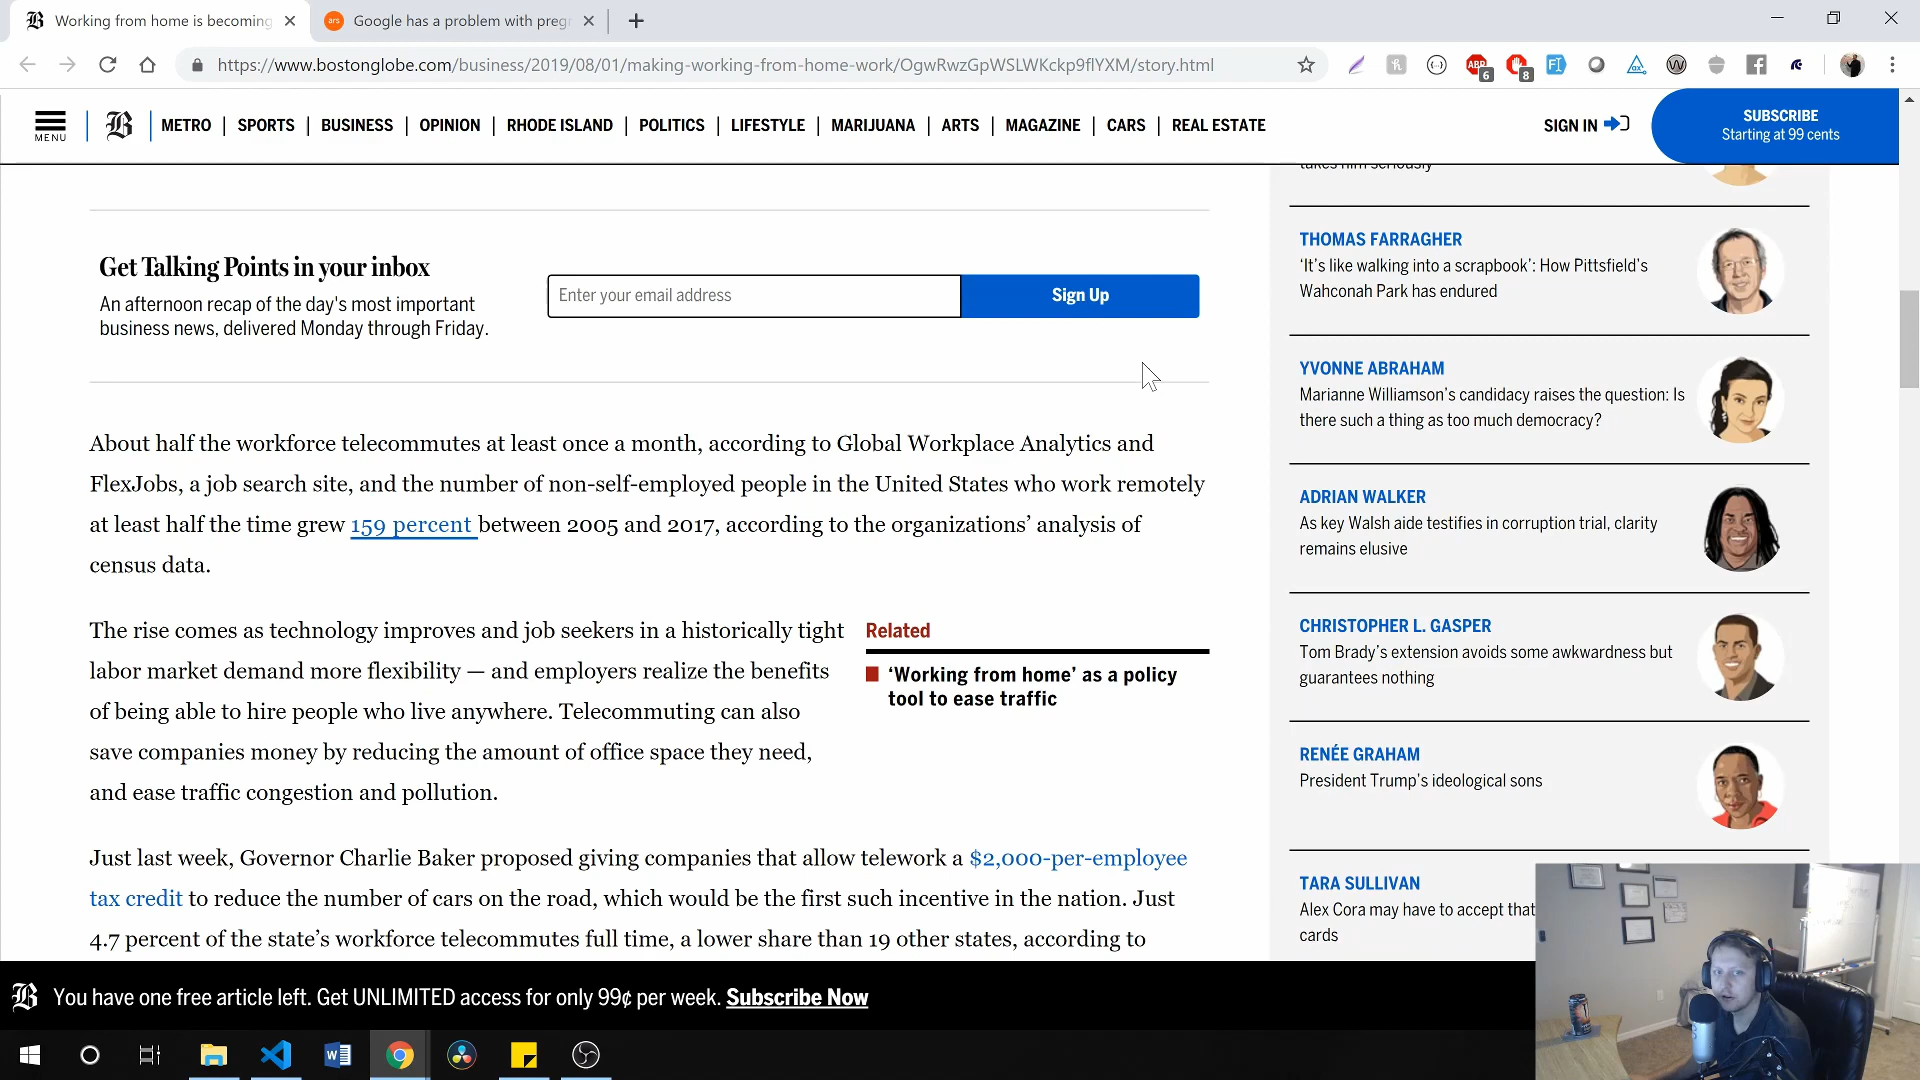 Working from home is becoming
ars
Google has a problem with preg
https://www.bostonglobe.com/business/2019/08/01/making-working-from-home-work/OgwRwzGpWSLWKckp9flYXM/story.html
ABP
6
8
MENU
B
METRO | SPORTS | BUSINESS | OPINION | RHODE ISLAND | POLITICS | LIFESTYLE | MARIJUANA | ARTS | MAGAZINE | CARS | REAL ESTATE
SIGN IN
SUBSCRIBE
Starting at 99 cents
Get Talking Points in your inbox
An afternoon recap of the day's most important
business news, delivered Monday through Friday.
Enter your email address
Sign Up
About half the workforce telecommutes at least once a month, according to Global Workplace Analytics and
FlexJobs, a job search site, and the number of non-self-employed people in the United States who work remotely
at least half the time grew 159 percent between 2005 and 2017, according to the organizations’ analysis of
census data.
The rise comes as technology improves and job seekers in a historically tight
labor market demand more flexibility — and employers realize the benefits
of being able to hire people who live anywhere. Telecommuting can also
save companies money by reducing the amount of office space they need,
and ease traffic congestion and pollution.
Related
‘Working from home’ as a policy
tool to ease traffic
Just last week, Governor Charlie Baker proposed giving companies that allow telework a $2,000-per-employee
tax credit to reduce the number of cars on the road, which would be the first such incentive in the nation. Just
4.7 percent of the state’s workforce telecommutes full time, a lower share than 19 other states, according to
takes him seriously
THOMAS FARRAGHER
‘It’s like walking into a scrapbook’: How Pittsfield’s
Wahconah Park has endured
YVONNE ABRAHAM
Marianne Williamson’s candidacy raises the question: Is
there such a thing as too much democracy?
ADRIAN WALKER
As key Walsh aide testifies in corruption trial, clarity
remains elusive
CHRISTOPHER L. GASPER
Tom Brady’s extension avoids some awkwardness but
guarantees nothing
RENÉE GRAHAM
President Trump’s ideological sons
TARA SULLIVAN
Alex Cora may have to accept that
cards
B
You have one free article left. Get UNLIMITED access for only 99¢ per week. Subscribe Now